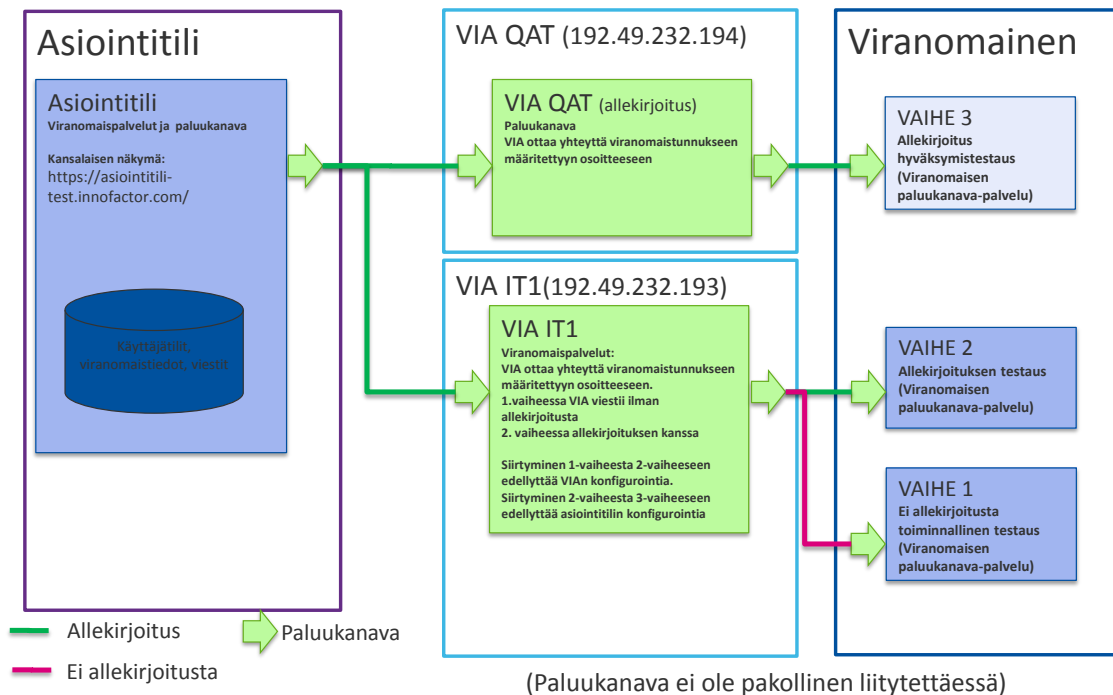 Asiointitili
Asiointitili
Viranomaispalvelut ja paluukanava
Kansalaisen näkymä:
https://asiointitili-
test.innofactor.com/
Käyttäjätilit,
viranomaistiedot, viestit
VIA QAT (192.49.232.194)
VIA QAT (allekirjoitus)
Paluukanava
VIA ottaa yhteyttä viranomaistunnukseen
määritettyyn osoitteeseen
VIA IT1(192.49.232.193)
VIA IT1
Viranomaispalvelut:
VIA ottaa yhteyttä viranomaistunnukseen
määritettyyn osoitteeseen.
1.vaiheessa VIA viestii ilman
allekirjoitusta
2. vaiheessa allekirjoituksen kanssa
Siirtyminen 1-vaiheesta 2-vaiheeseen
edellyttää VIAn konfigurointia.
Siirtyminen 2-vaiheesta 3-vaiheeseen
edellyttää asiointitilin konfigurointia
Viranomainen
VAIHE 3
Allekirjoitus
hyväksymistestaus
(Viranomaisen
paluukanava-palvelu)
VAIHE 2
Allekirjoituksen testaus
(Viranomaisen
paluukanava-palvelu)
VAIHE 1
Ei allekirjoitusta
toiminnallinen testaus
(Viranomaisen
paluukanava-palvelu)
Allekirjoitus
Paluukanava
Ei allekirjoitusta
(Paluukanava ei ole pakollinen liitytettäessä)